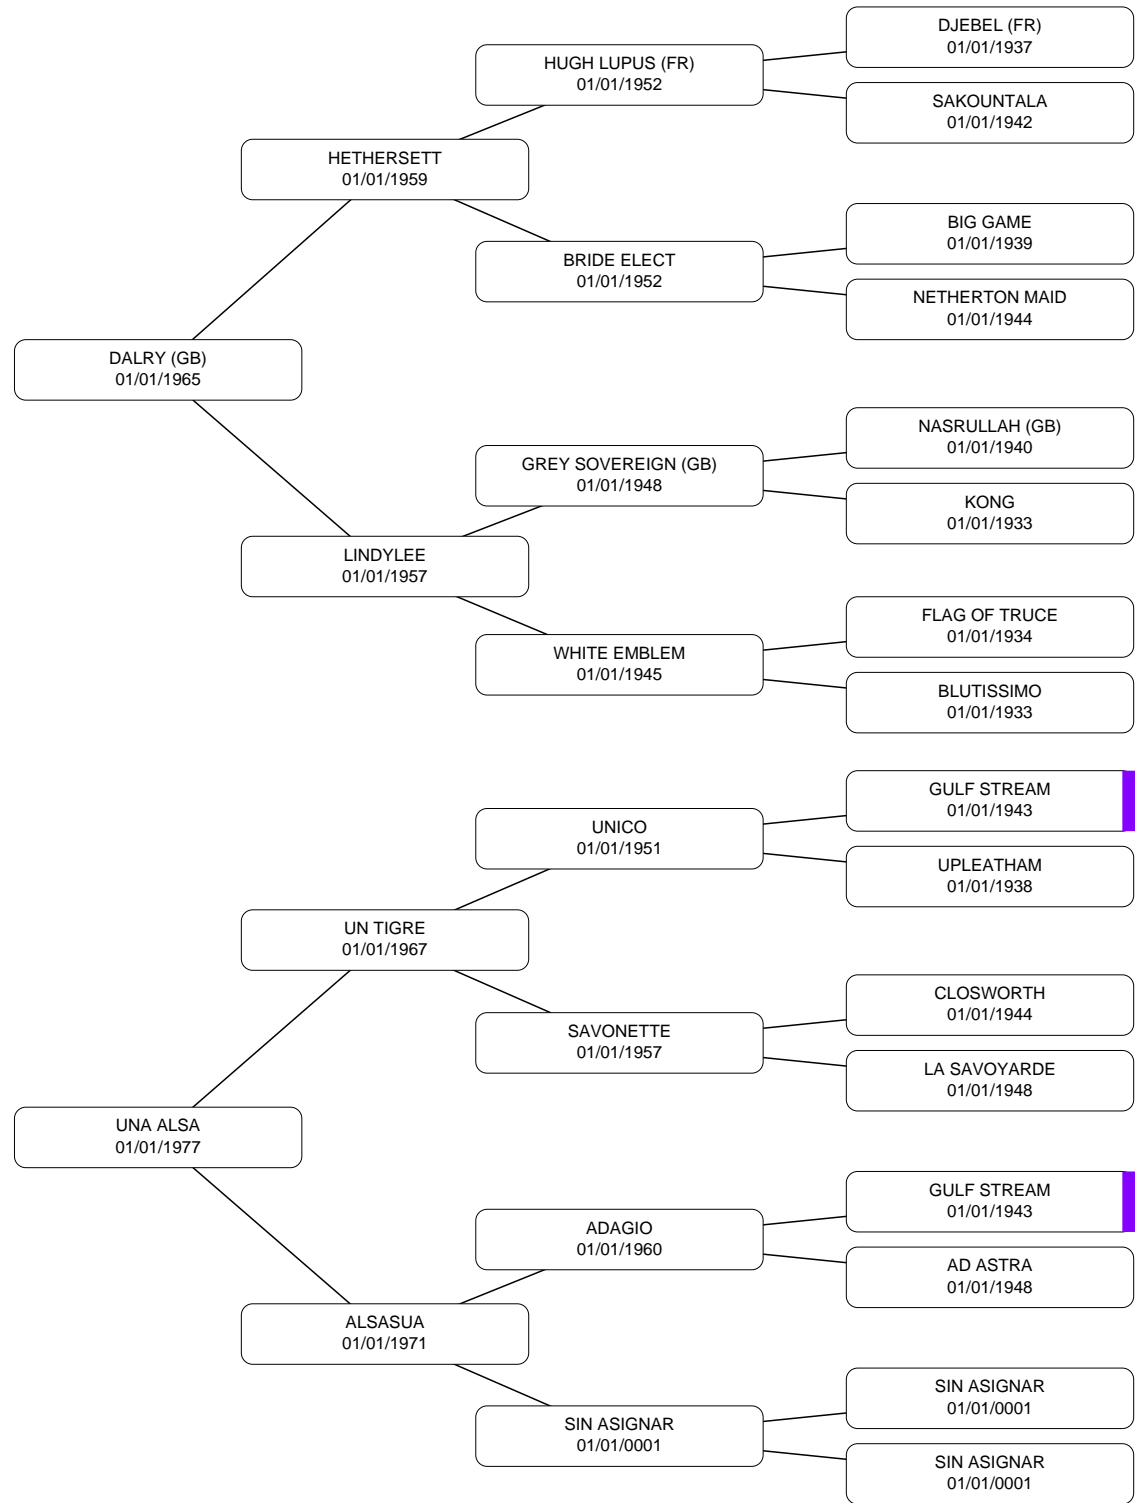 DJEBEL (FR)
01/01/1937
HUGH LUPUS (FR)
01/01/1952
SAKOUNTALA
01/01/1942
HETHERSETT
01/01/1959
BIG GAME
01/01/1939
BRIDE ELECT
01/01/1952
NETHERTON MAID
01/01/1944
DALRY (GB)
01/01/1965
NASRULLAH (GB)
01/01/1940
GREY SOVEREIGN (GB)
01/01/1948
KONG
01/01/1933
LINDYLEE
01/01/1957
FLAG OF TRUCE
01/01/1934
WHITE EMBLEM
01/01/1945
BLUTISSIMO
01/01/1933
GULF STREAM
01/01/1943
UNICO
01/01/1951
UPLEATHAM
01/01/1938
UN TIGRE
01/01/1967
CLOSWORTH
01/01/1944
SAVONETTE
01/01/1957
LA SAVOYARDE
01/01/1948
UNA ALSA
01/01/1977
GULF STREAM
01/01/1943
ADAGIO
01/01/1960
AD ASTRA
01/01/1948
ALSASUA
01/01/1971
SIN ASIGNAR
01/01/0001
SIN ASIGNAR
01/01/0001
SIN ASIGNAR
01/01/0001